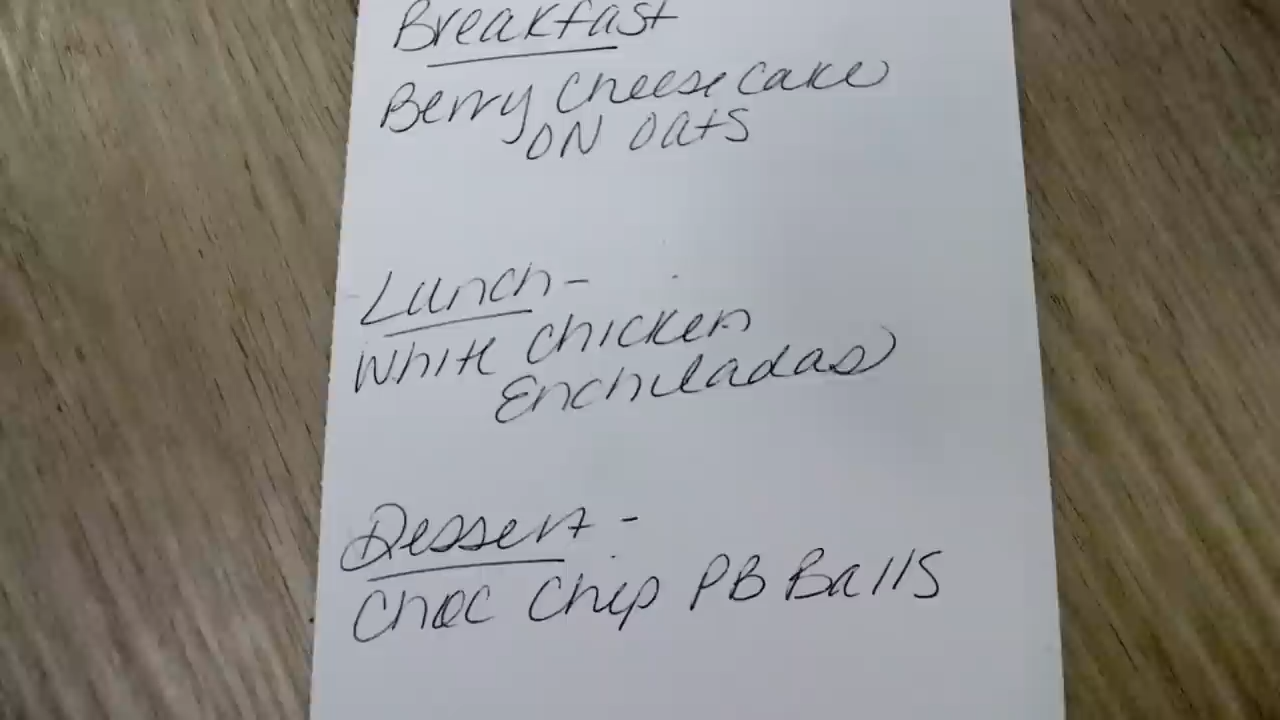 Breakfast
Berry Cheesecake
ON Oats
Lunch-
White Chicken
Enchiladas
Dessert-
Choc Chip PB Balls